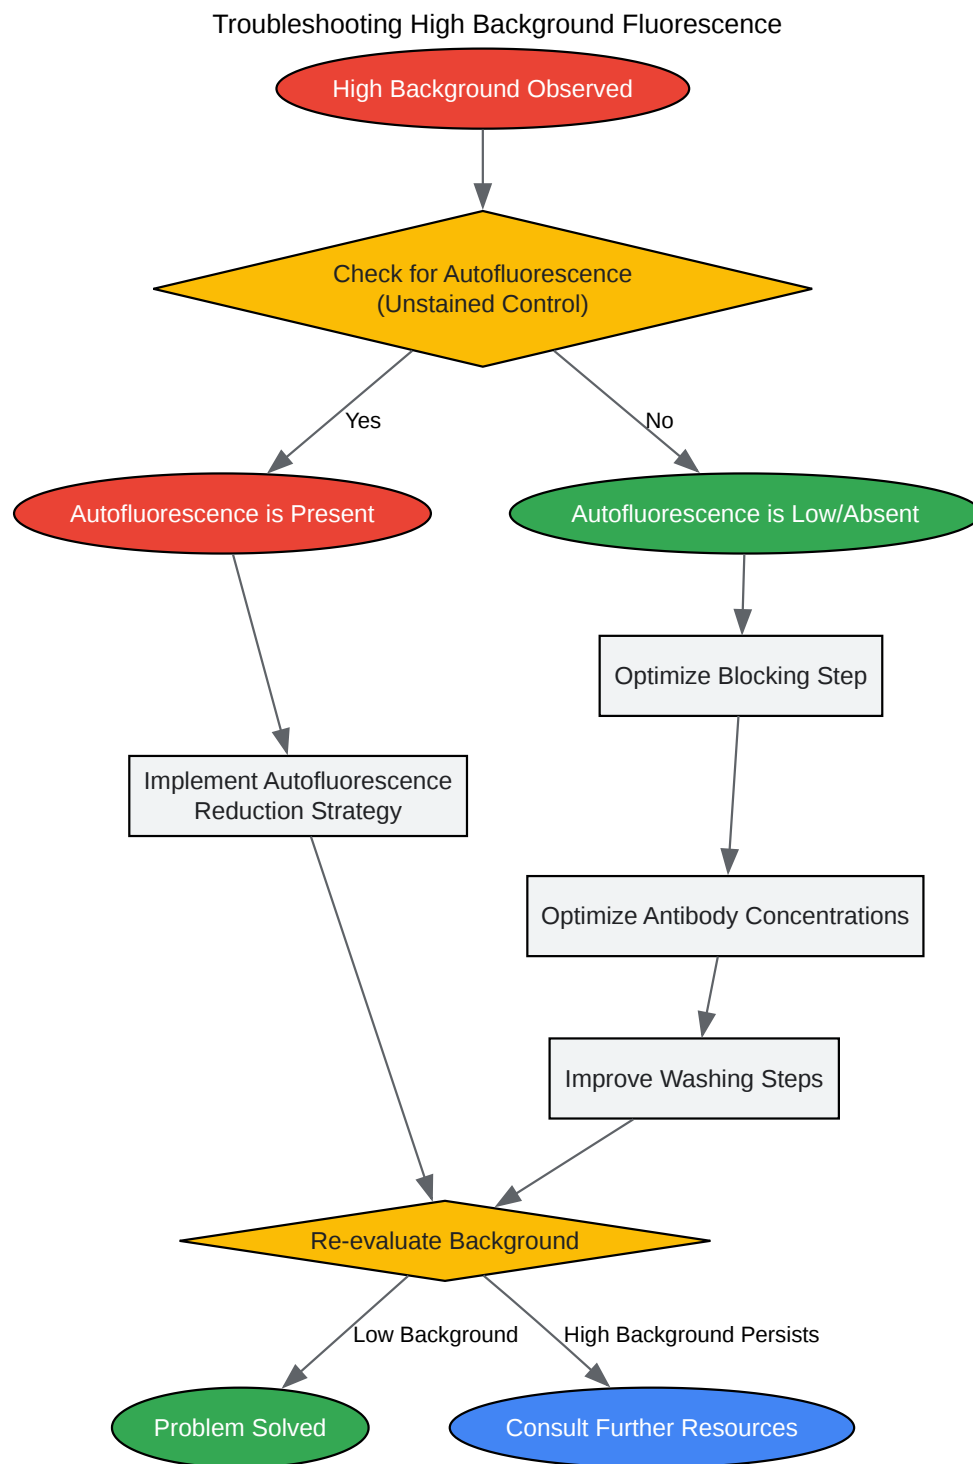 Troubleshooting High Background Fluorescence
High Background Observed
Check for Autofluorescence
(Unstained Control)
Yes
No
Autofluorescence is Present
Autofluorescence is Low/Absent
Optimize Blocking Step
Implement Autofluorescence
Reduction Strategy
Optimize Antibody Concentrations
Improve Washing Steps
Re-evaluate Background
Low Background
High Background Persists
Problem Solved
Consult Further Resources